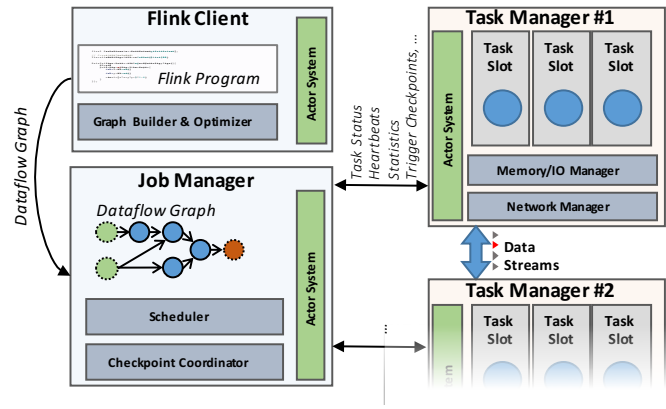 Flink Client
Flink Program
Graph Builder & Optimizer
Actor System
Dataflow Graph
Job Manager
Dataflow Graph
Scheduler
Checkpoint Coordinator
Actor System
Task Status
Heartbeats
Statistics
Trigger Checkpoints, ...
...
Task Manager #1
Actor System
Task
Slot
Task
Slot
Task
Slot
Memory/IO Manager
Network Manager
Data
Streams
Task Manager #2
Task
Slot
Task
Slot
Task
Slot